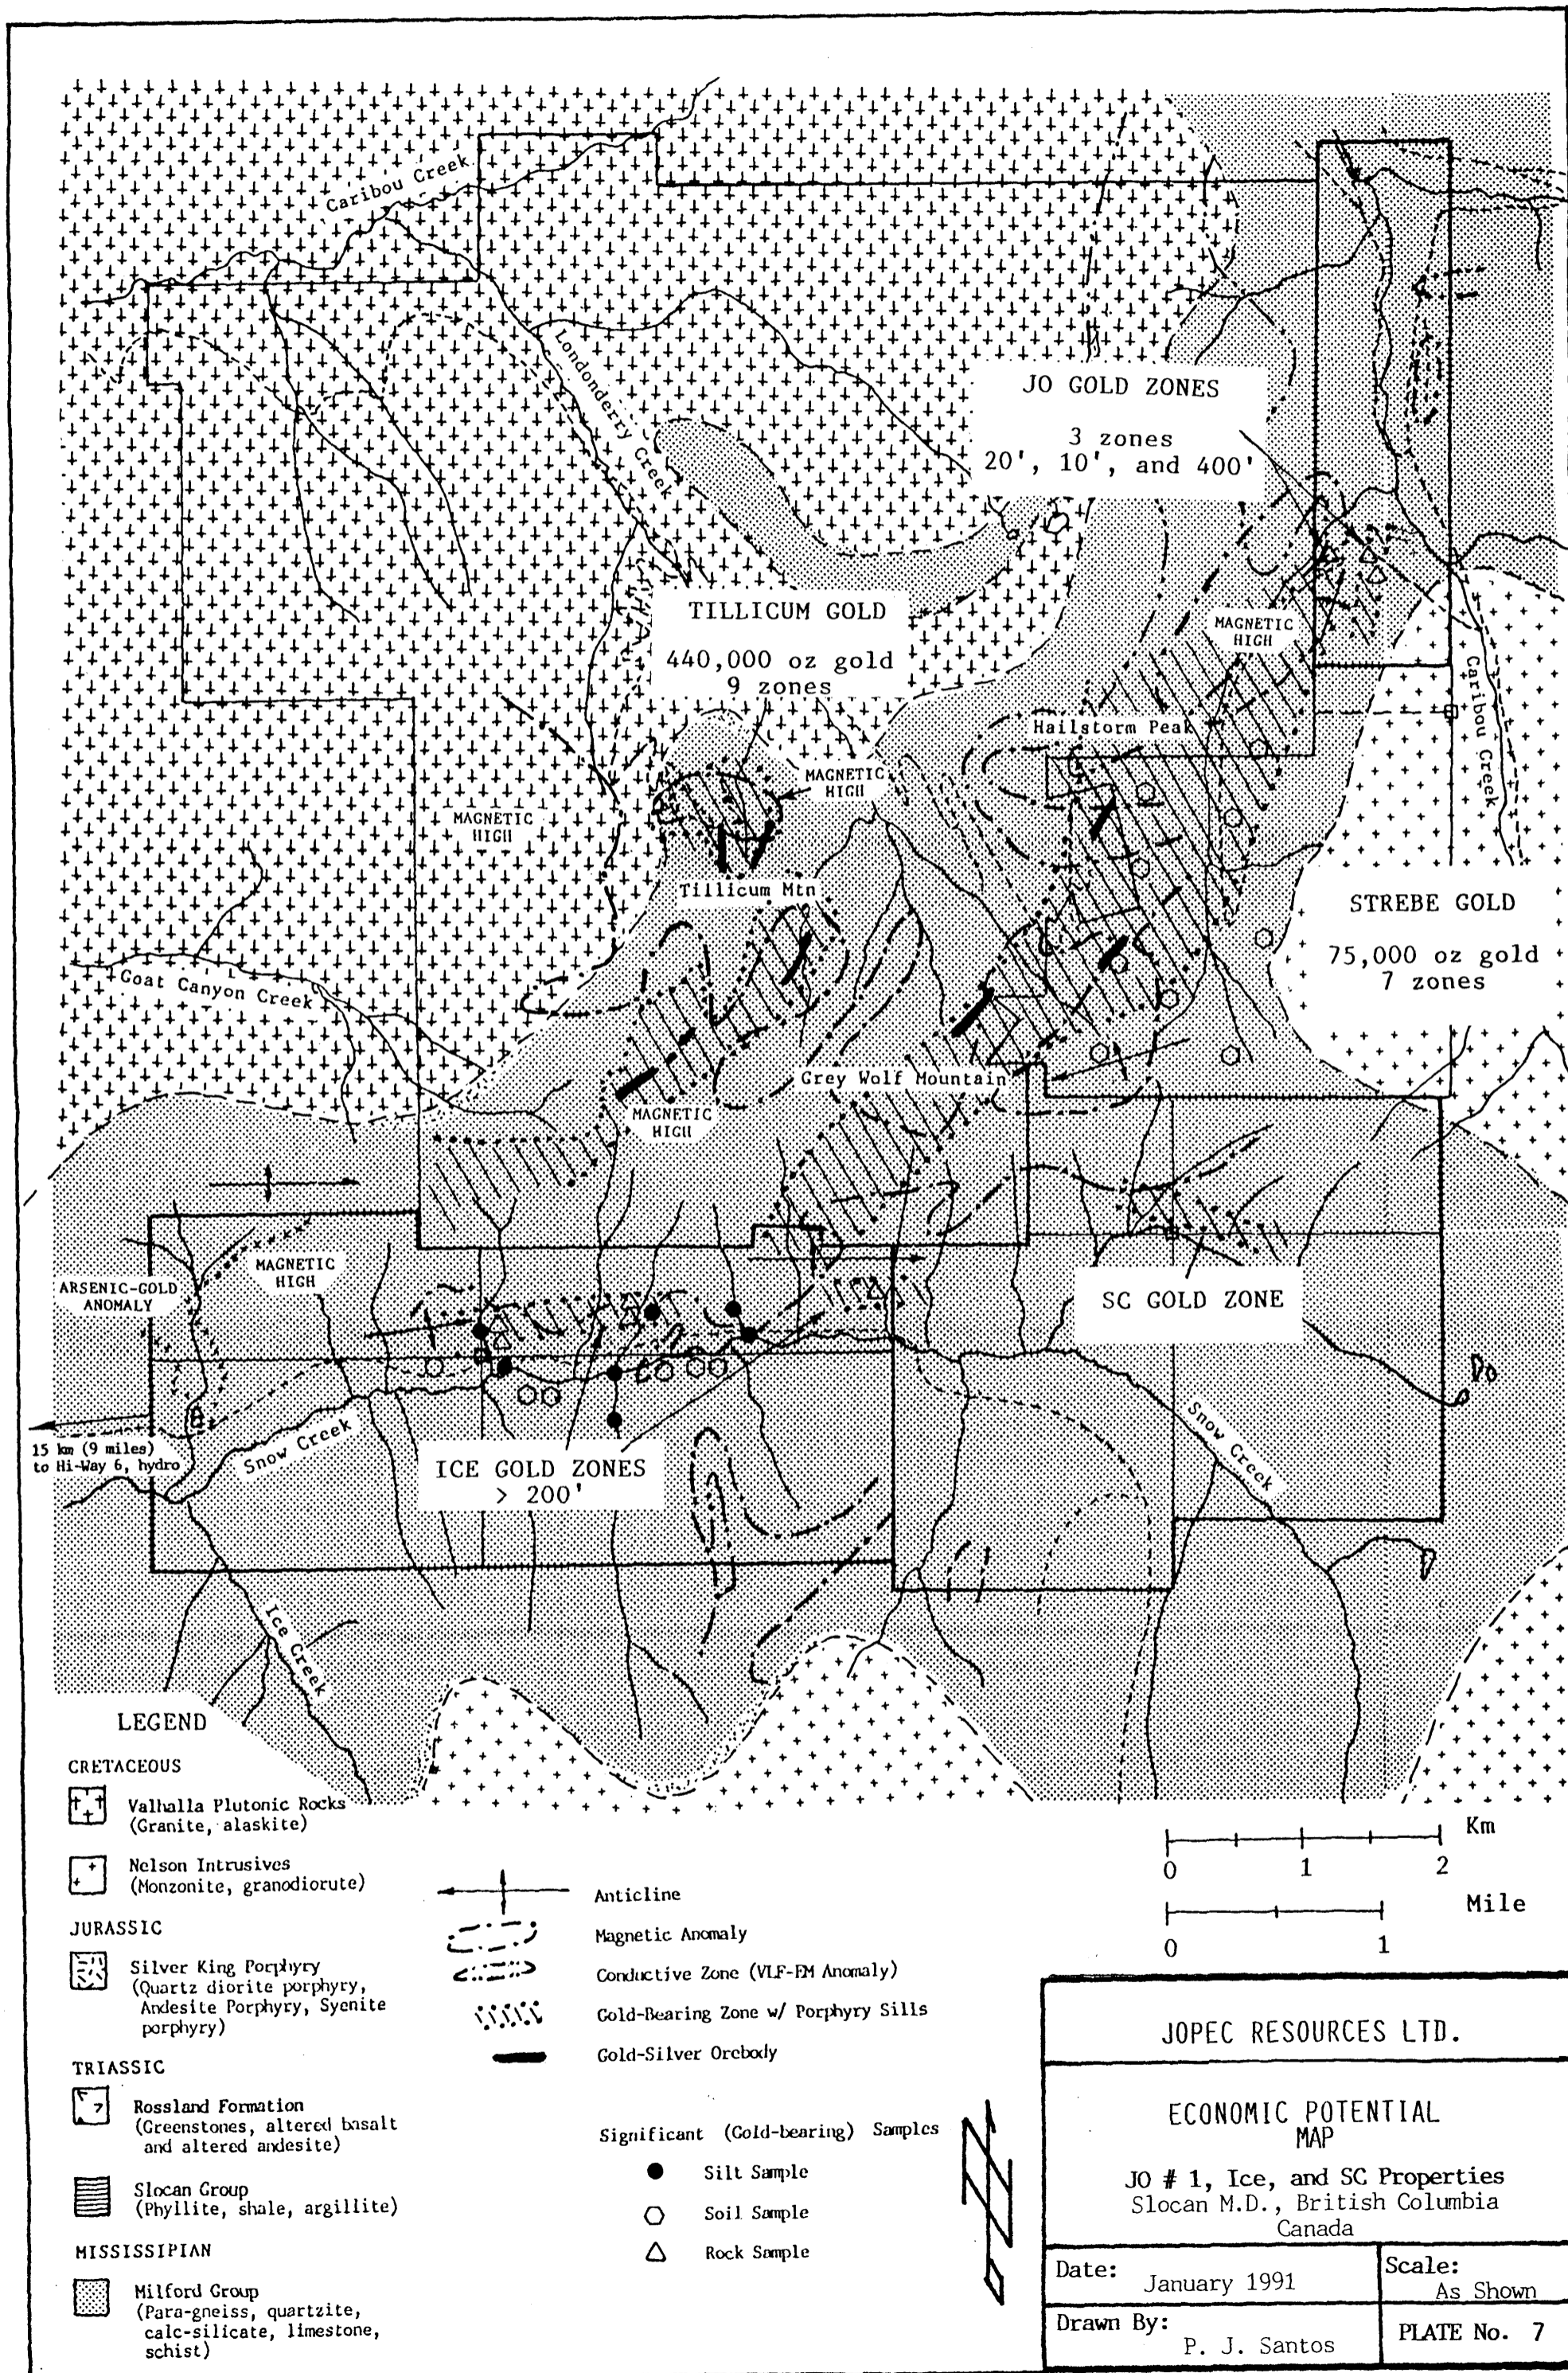 Caribou Creek
Londonderry Creek
JO GOLD ZONES
3 zones
20', 10', and 400'
TILLICUM GOLD
440,000 oz gold
9 zones
MAGNETIC
HIGH
Hailstorm Peak
Caribou Creek
MAGNETIC
HIGH
MAGNETIC
HIGH
Tillicum Mtn
STREBE GOLD
75,000 oz gold
7 zones
Goat Canyon Creek
Grey Wolf Mountain
MAGNETIC
HIGH
MAGNETIC
HIGH
ARSENIC-GOLD
ANOMALY
SC GOLD ZONE
15 km (9 miles)
to Hi-Way 6, hydro
Snow Creek
Snow Creek
ICE GOLD ZONES
> 200'
Ice Creek
LEGEND
CRETACEOUS
Valhalla Plutonic Rocks
(Granite, alaskite)
Nelson Intrusives
(Monzonite, granodiorute)
JURASSIC
Silver King Porphyry
(Quartz diorite porphyry,
Andesite Porphyry, Syenite
porphyry)
TRIASSIC
Rossland Formation
(Greenstones, altered basalt
and altered andesite)
Slocan Group
(Phyllite, shale, argillite)
MISSISSIPIAN
Milford Group
(Para-gneiss, quartzite,
calc-silicate, limestone,
schist)
Anticline
Magnetic Anomaly
Conductive Zone (VLF-EM Anomaly)
Gold-Bearing Zone w/ Porphyry Sills
Gold-Silver Orebody
Significant (Gold-bearing) Samples
Silt Sample
Soil Sample
Rock Sample
Km
0 1 2
Mile
0 1
JOPEC RESOURCES LTD.
ECONOMIC POTENTIAL
MAP
JO # 1, Ice, and SC Properties
Slocan M.D., British Columbia
Canada
Date: January 1991
Scale: As Shown
Drawn By: P. J. Santos
PLATE No. 7